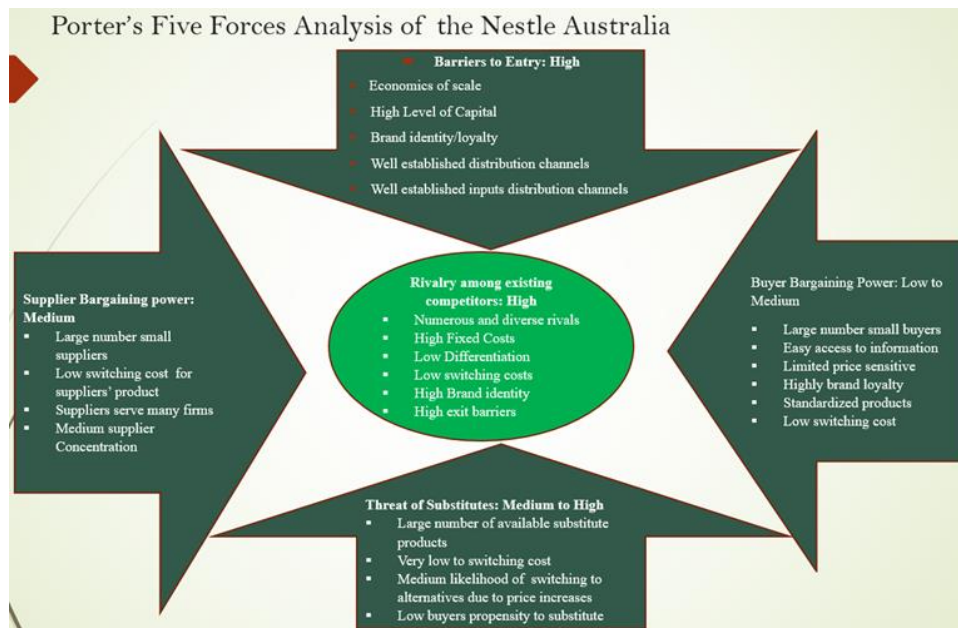 Porter's Five Forces Analysis of the Nestle Australia
Barriers to Entry: High
Economics of scale
High Level of Capital
Brand identity/loyalty
Well established distribution channels
Well established inputs distribution channels
Supplier Bargaining power:
Medium
Large number small
suppliers
Low switching cost for
suppliers' product
Suppliers serve many firms
Medium supplier
Concentration
Rivalry among existing
competitors: High
Numerous and diverse rivals
High Fixed Costs
Low Differentiation
Low switching costs
High Brand identity
High exit barriers
Buyer Bargaining Power: Low to
Medium
Large number small buyers
Easy access to information
Limited price sensitive
Highly brand loyalty
Standardized products
Low switching cost
Threat of Substitutes: Medium to High
Large number of available substitute
products
Very low to switching cost
Medium likelihood of switching to
alternatives due to price increases
Low buyers propensity to substitute